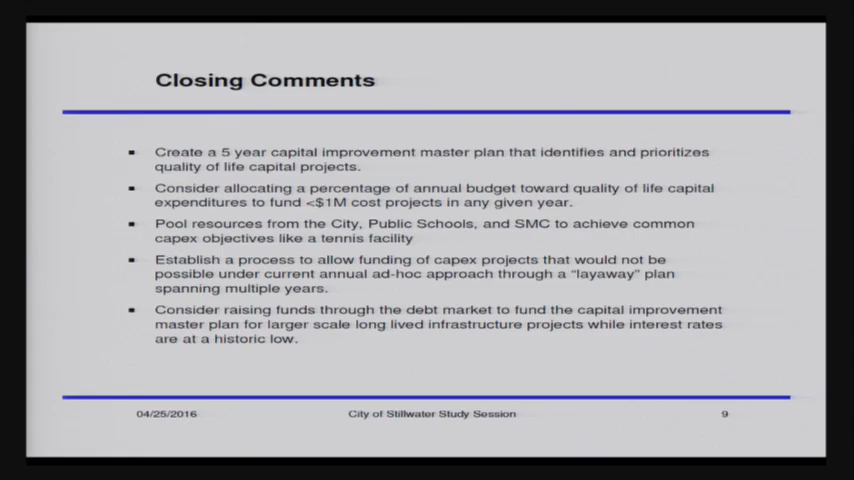 Closing Comments
Create a 5 year capital improvement master plan that identifies and prioritizes
quality of life capital projects.
Consider allocating a percentage of annual budget toward quality of life capital
expenditures to fund <$1M cost projects in any given year.
Pool resources from the City, Public Schools, and SMC to achieve common
capex objectives like a tennis facility
Establish a process to allow funding of capex projects that would not be
possible under current annual ad-hoc approach through a “layaway” plan
spanning multiple years.
Consider raising funds through the debt market to fund the capital improvement
master plan for larger scale long lived infrastructure projects while interest rates
are at a historic low.
04/25/2016 City of Stillwater Study Session 9